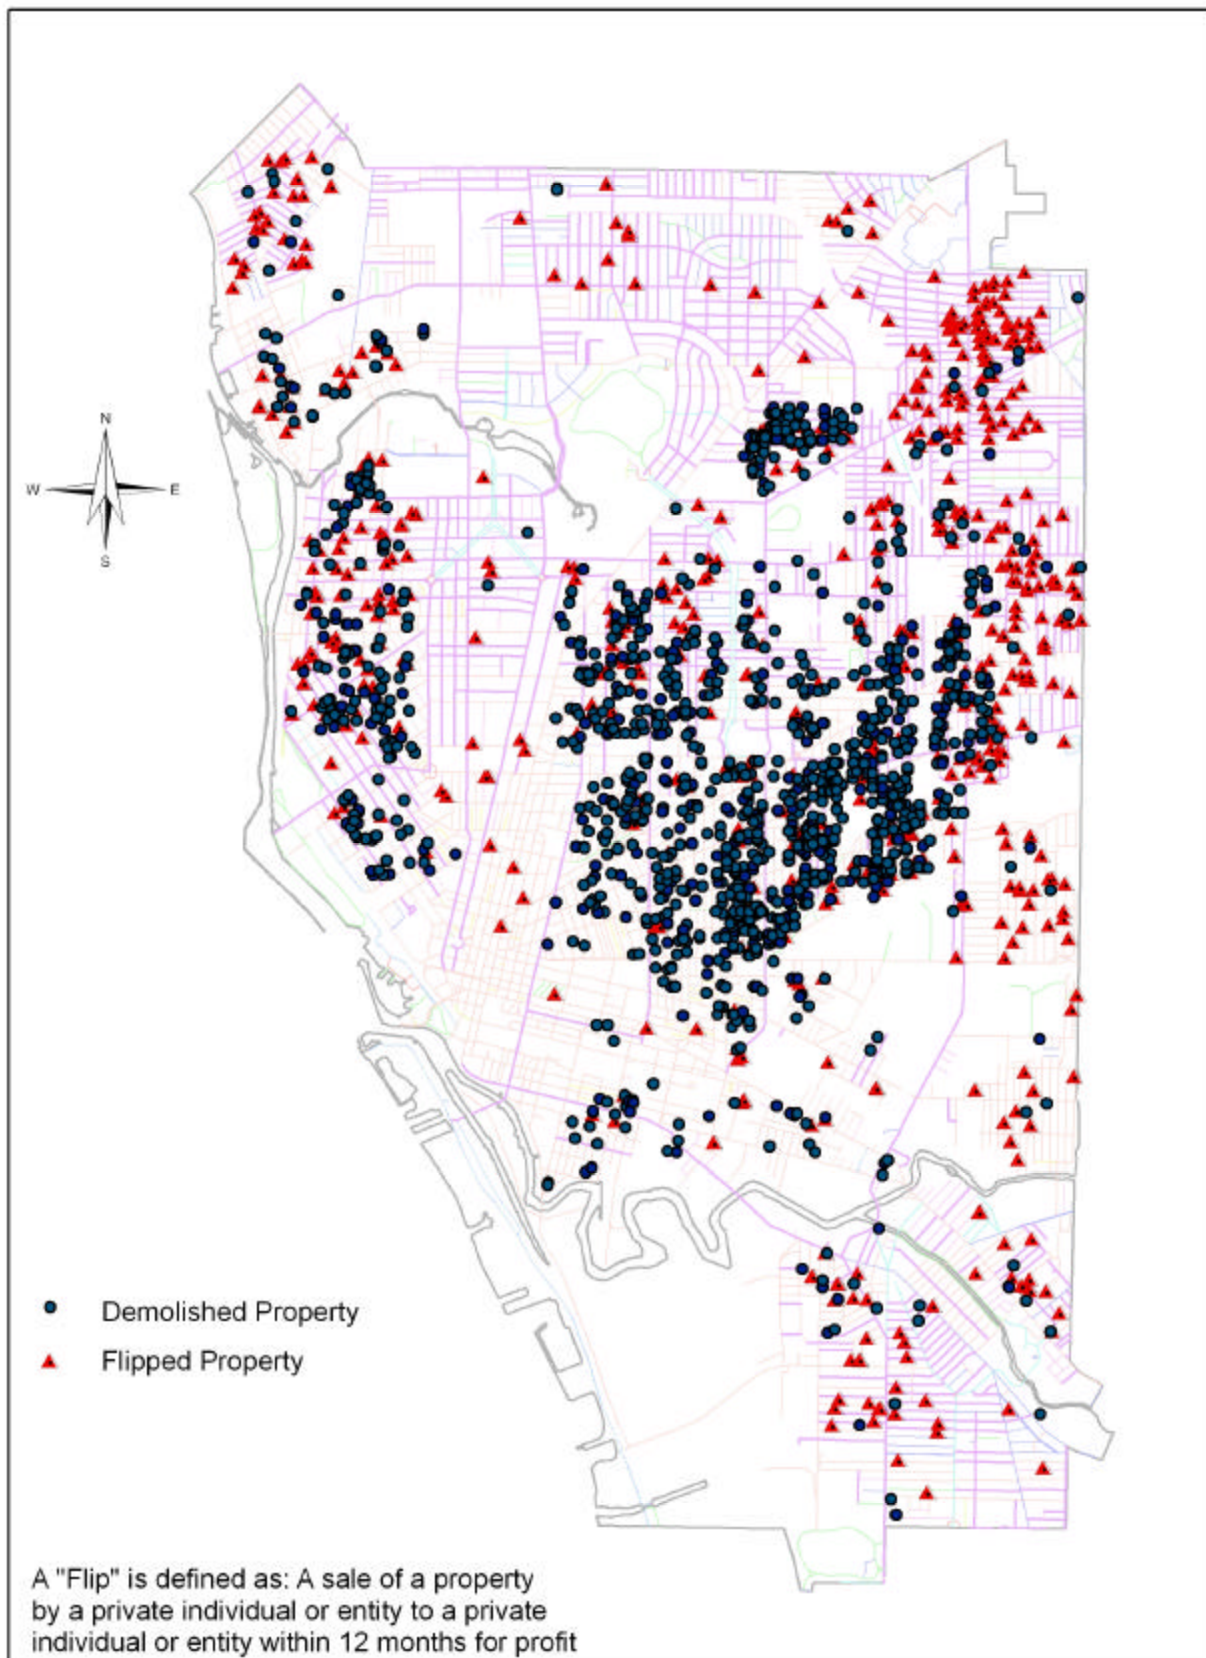 N
W E
S
Demolished Property
Flipped Property
A "Flip" is defined as: A sale of a property
by a private individual or entity to a private
individual or entity within 12 months for profit